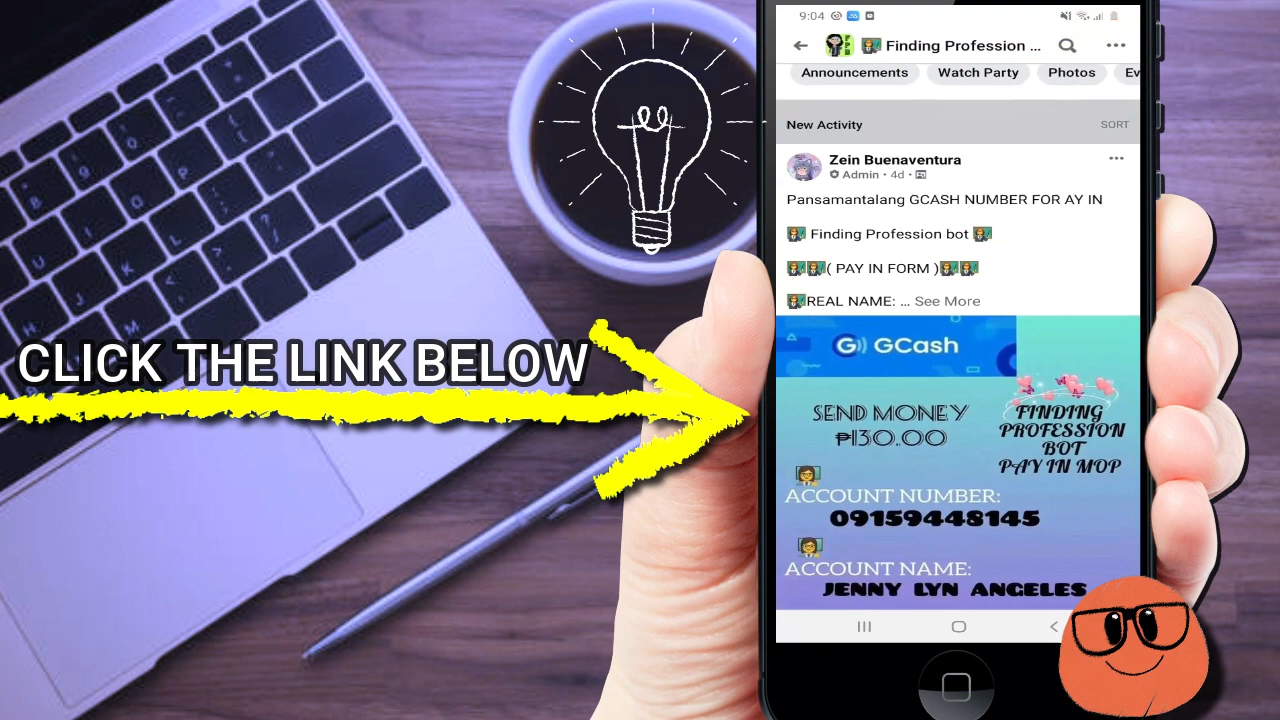 CLICK THE LINK BELOW
9:04
Finding Profession ...
Announcements
Watch Party
Photos
Ev
New Activity
SORT
Zein Buenaventura
Admin • 4d •
Pansamantalang GCASH NUMBER FOR AY IN
Finding Profession bot
( PAY IN FORM )
REAL NAME: ... See More
G) GCash
SEND MONEY
₱130.00
FINDING
PROFESSION
BOT
PAY IN MOP
ACCOUNT NUMBER:
09159448145
ACCOUNT NAME:
JENNY LYN ANGELES